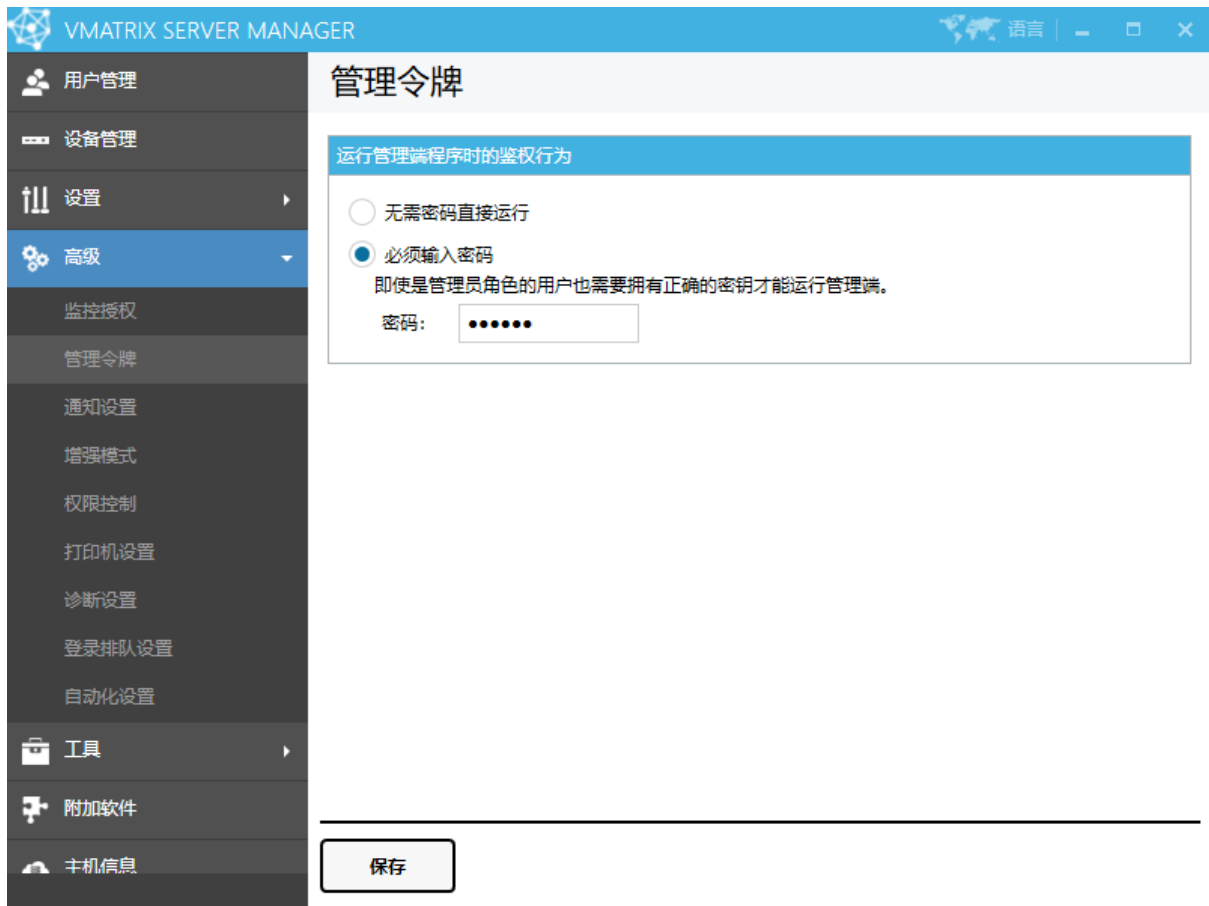 VMATRIX SERVER MANAGER
语言
用户管理
设备管理
设置
高级
监控授权
管理令牌
通知设置
增强模式
权限控制
打印机设置
诊断设置
登录排队设置
自动化设置
工具
附加软件
主机信息
管理令牌
运行管理端程序时的鉴权行为
无需密码直接运行
必须输入密码
即使是管理员角色的用户也需要拥有正确的密钥才能运行管理端。
密码: ••••••
保存